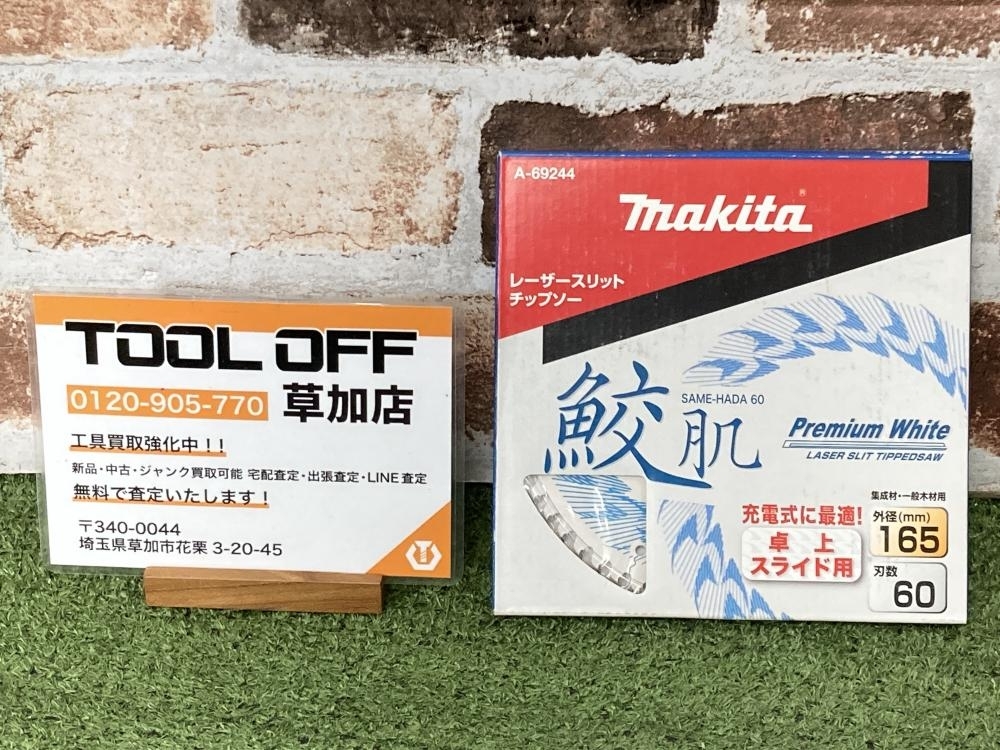 TOOL OFF
0120-905-770 草加店
工具買取強化中！！
新品・中古・ジャンク買取可能 宅配査定・出張査定・LINE査定
無料で査定いたします！
〒340-0044
埼玉県草加市花栗 3-20-45
A-69244
makita®
レーザースリット
チップソー
鮫肌
SAME-HADA 60
Premium White
LASER SLIT TIPPEDSAW
集成材・一般木材用
充電式に最適!
卓上
スライド用
外径(mm)
165
刃数
60